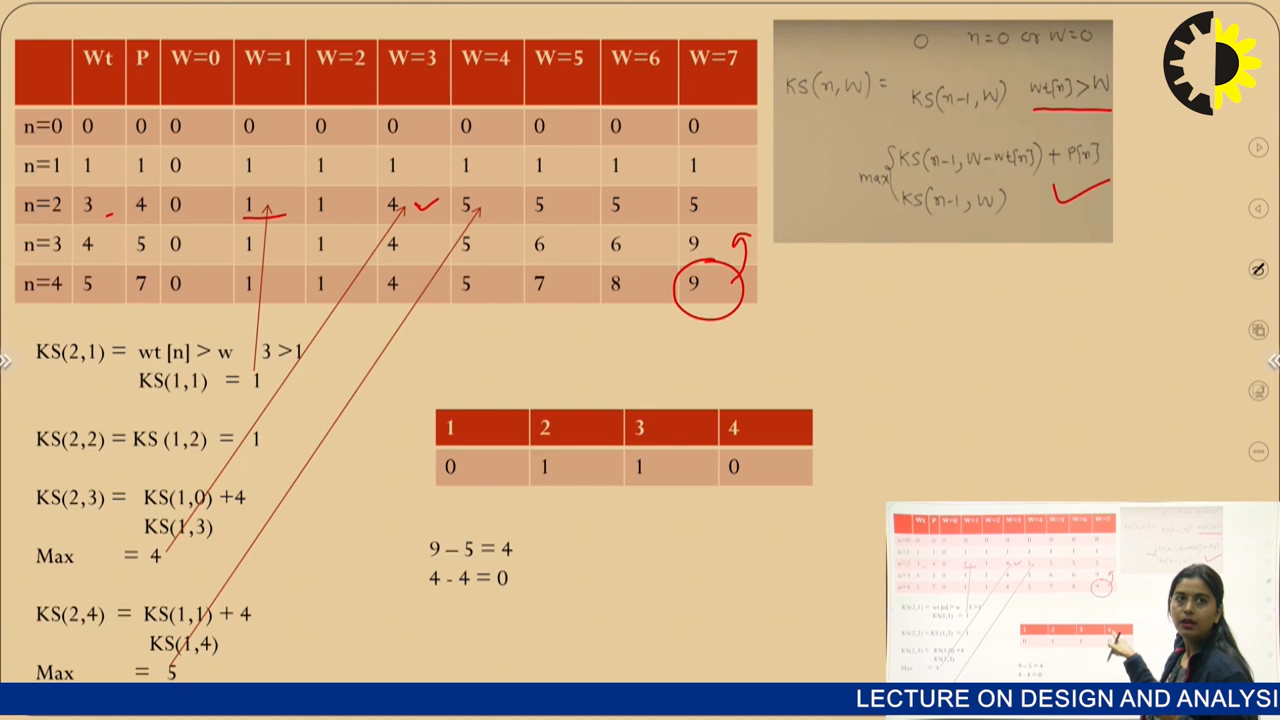 Wt P W=0 W=1 W=2 W=3 W=4 W=5 W=6 W=7
n=0 0 0 0 0 0 0 0 0 0 0
n=1 1 1 0 1 1 1 1 1 1 1
n=2 3 4 0 1 1 4 5 5 5 5
n=3 4 5 0 1 1 4 5 6 6 9
n=4 5 7 0 1 1 4 5 7 8 9
0 n=0 or W=0
KS(n,W) = KS(n-1, W) Wt[n]>W
max{KS(n-1, W-wt[n]) + P[n]
KS(n-1, W)
KS(2,1) = wt [n] > w 3 >1
KS(1,1) = 1
KS(2,2) = KS (1,2) = 1
KS(2,3) = KS(1,0) +4
KS(1,3)
Max = 4
KS(2,4) = KS(1,1) + 4
KS(1,4)
Max = 5
1 2 3 4
0 1 1 0
9 – 5 = 4
4 - 4 = 0
LECTURE ON DESIGN AND ANALYSI